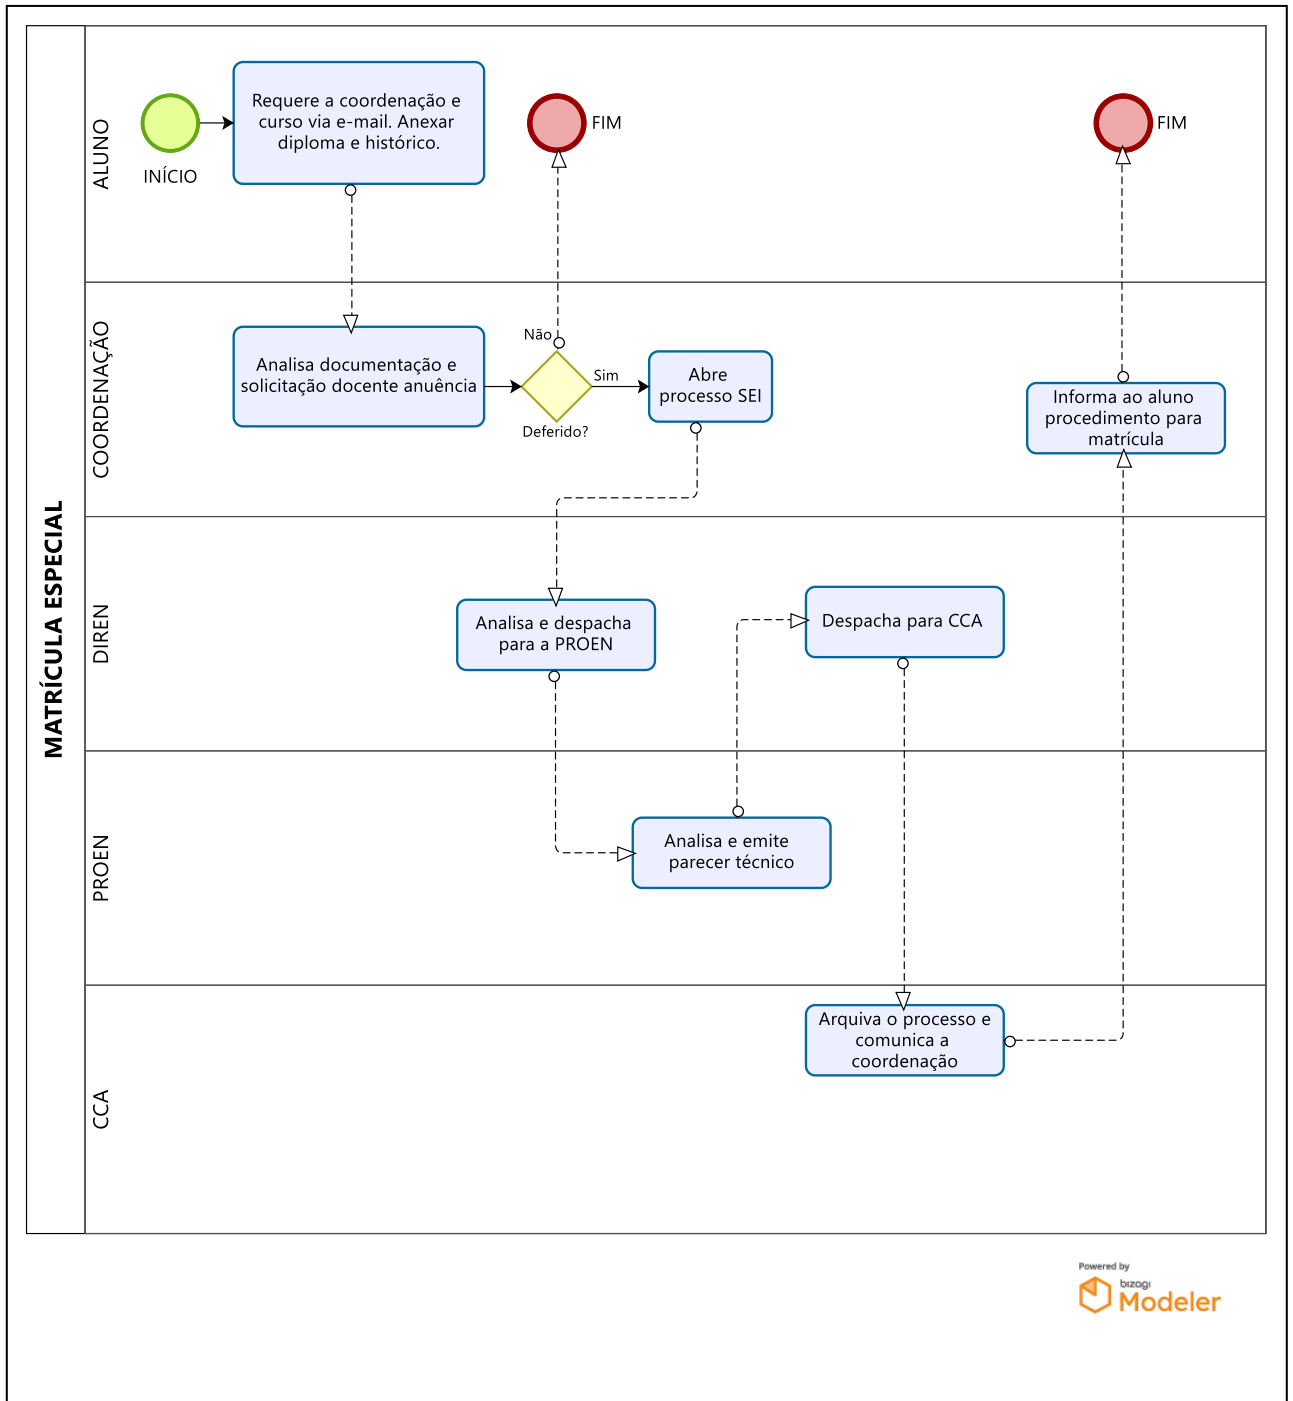 MATRÍCULA ESPECIAL
ALUNO
INÍCIO
Requere a coordenação e
curso via e-mail. Anexar
diploma e histórico.
FIM
FIM
COORDENAÇÃO
Analisa documentação e
solicitação docente anuência
Não
Sim
Deferido?
Abre
processo SEI
Informa ao aluno
procedimento para
matrícula
DIREN
Analisa e despacha
para a PROEN
Despacha para CCA
PROEN
Analisa e emite
parecer técnico
CCA
Arquiva o processo e
comunica a
coordenação
Powered by
bizagi
Modeler